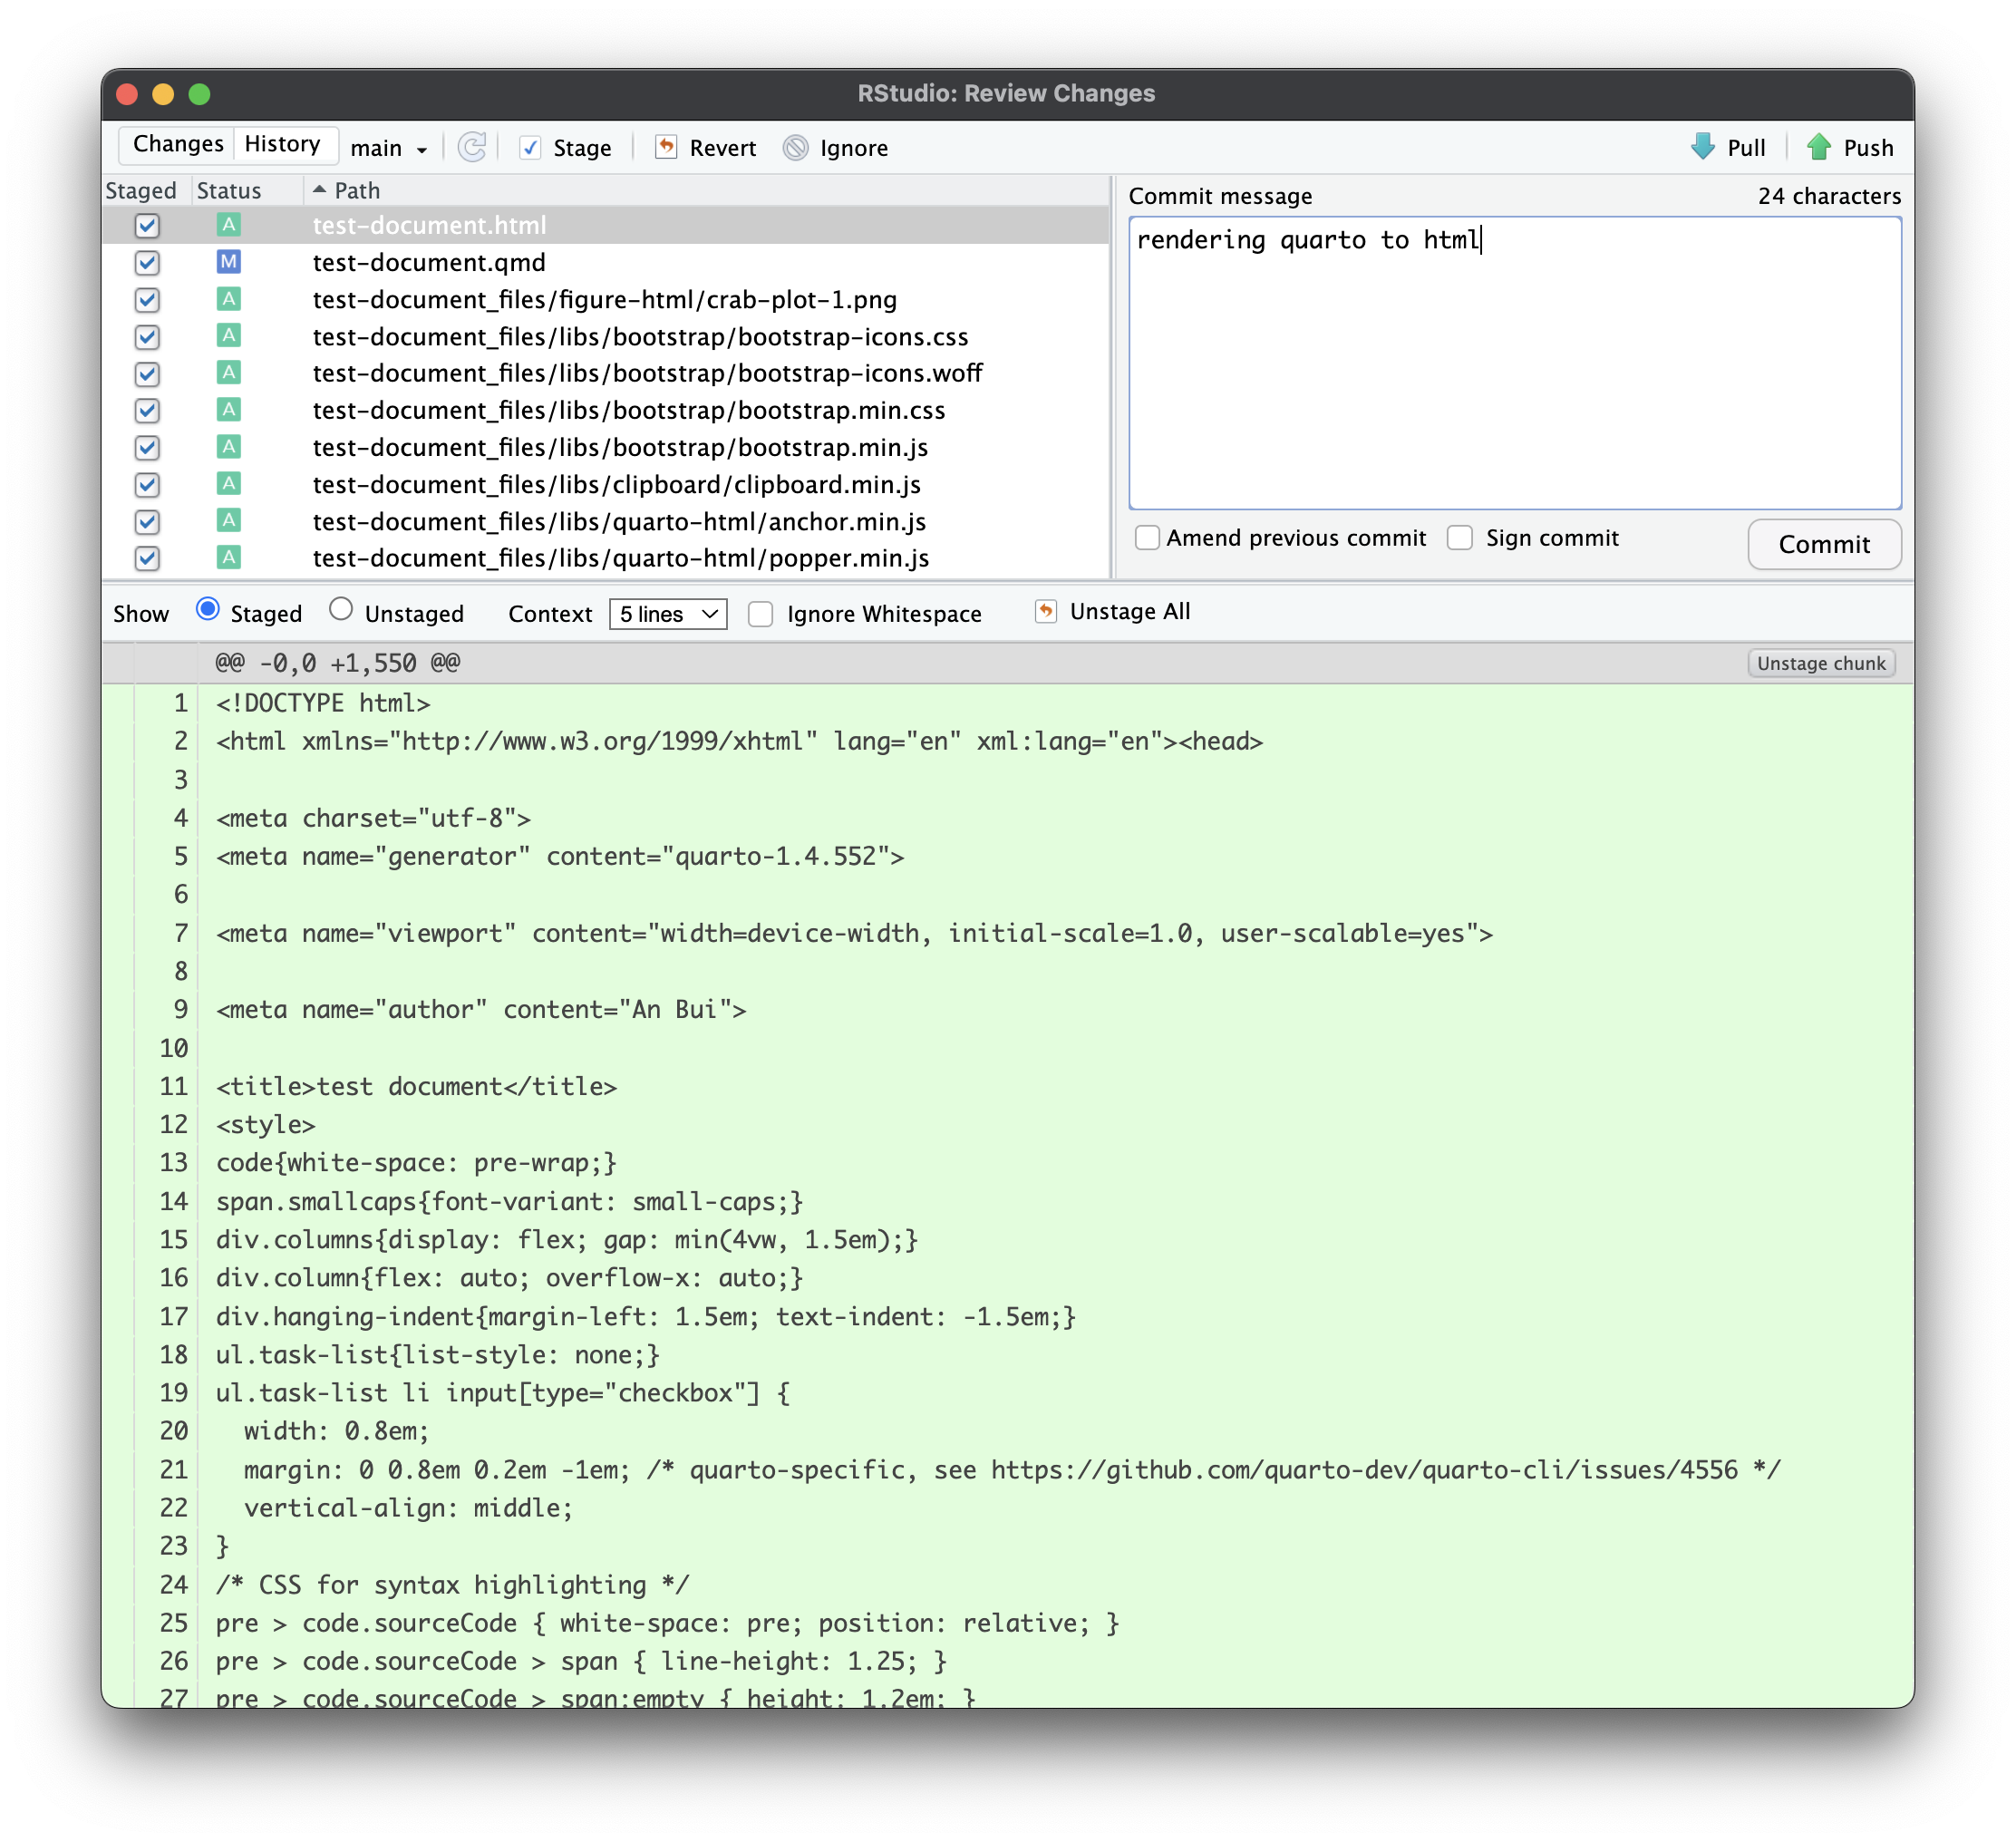 RStudio: Review Changes
Changes History main Stage Revert Ignore Pull Push
Staged Status Path
A test-document.html
M test-document.qmd
A test-document_files/figure-html/crab-plot-1.png
A test-document_files/libs/bootstrap/bootstrap-icons.css
A test-document_files/libs/bootstrap/bootstrap-icons.woff
A test-document_files/libs/bootstrap/bootstrap.min.css
A test-document_files/libs/bootstrap/bootstrap.min.js
A test-document_files/libs/clipboard/clipboard.min.js
A test-document_files/libs/quarto-html/anchor.min.js
A test-document_files/libs/quarto-html/popper.min.js
Commit message 24 characters
rendering quarto to html
Amend previous commit Sign commit Commit
Show Staged Unstaged Context 5 lines Ignore Whitespace Unstage All
@@ -0,0 +1,550 @@ Unstage chunk
1 <!DOCTYPE html>
2 <html xmlns="http://www.w3.org/1999/xhtml" lang="en" xml:lang="en"><head>
3
4 <meta charset="utf-8">
5 <meta name="generator" content="quarto-1.4.552">
6
7 <meta name="viewport" content="width=device-width, initial-scale=1.0, user-scalable=yes">
8
9 <meta name="author" content="An Bui">
10
11 <title>test document</title>
12 <style>
13 code{white-space: pre-wrap;}
14 span.smallcaps{font-variant: small-caps;}
15 div.columns{display: flex; gap: min(4vw, 1.5em);}
16 div.column{flex: auto; overflow-x: auto;}
17 div.hanging-indent{margin-left: 1.5em; text-indent: -1.5em;}
18 ul.task-list{list-style: none;}
19 ul.task-list li input[type="checkbox"] {
20   width: 0.8em;
21   margin: 0 0.8em 0.2em -1em; /* quarto-specific, see https://github.com/quarto-dev/quarto-cli/issues/4556 */
22   vertical-align: middle;
23 }
24 /* CSS for syntax highlighting */
25 pre > code.sourceCode { white-space: pre; position: relative; }
26 pre > code.sourceCode > span { line-height: 1.25; }
27 pre > code.sourceCode > span:empty { height: 1.2em; }